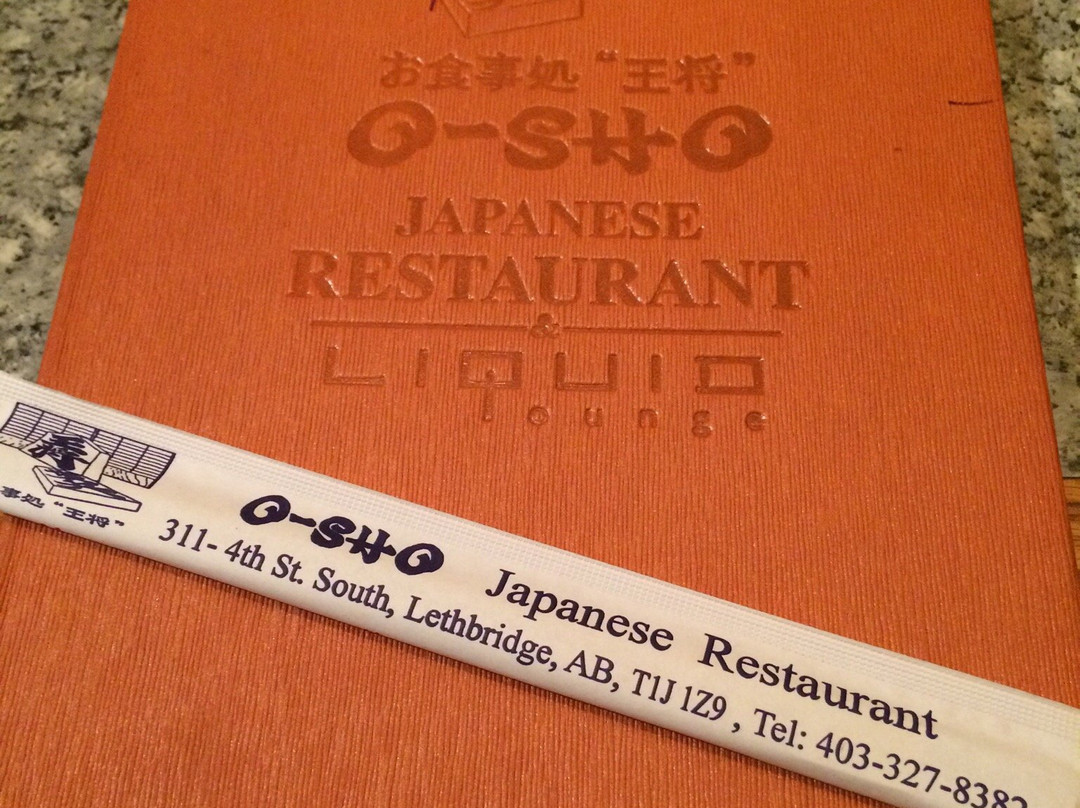 お食事処 “王将”
O-SHO
JAPANESE
RESTAURANT
&
LIQUID
lounge
事処 “王将”
O-SHO Japanese Restaurant
311- 4th St. South, Lethbridge, AB, T1J 1Z9 , Tel: 403-327-8382